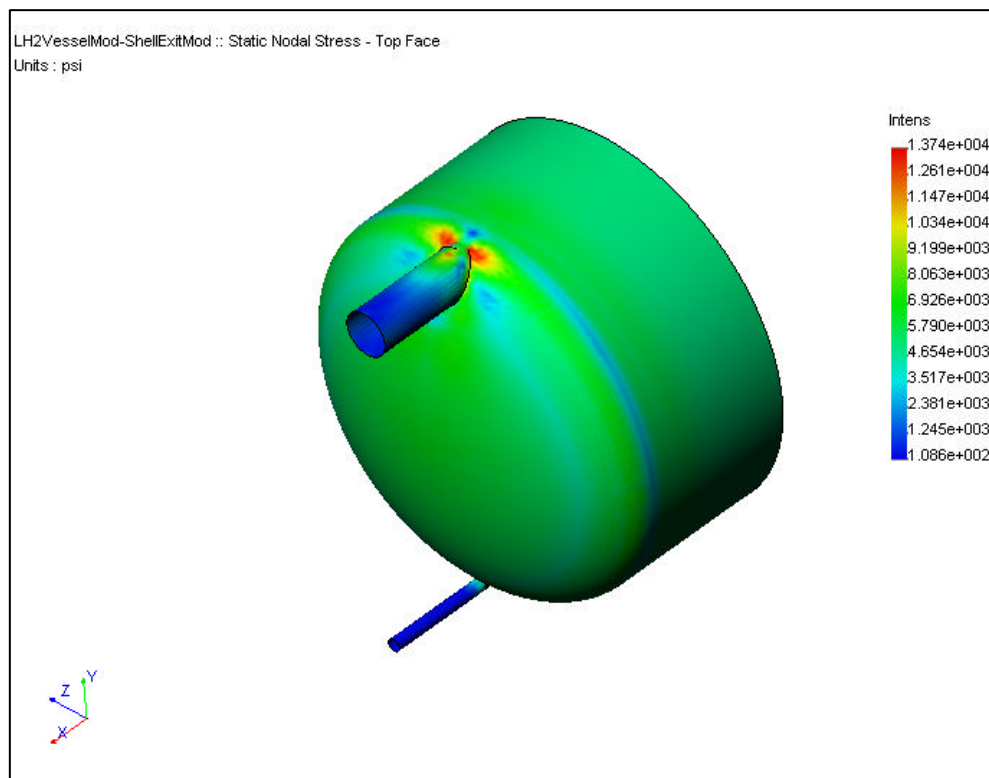 LH2VesselMod-ShellExitMod :: Static Nodal Stress - Top Face
Units : psi
Intens
1.374e+004
1.261e+004
1.147e+004
1.034e+004
9.199e+003
8.063e+003
6.926e+003
5.790e+003
4.654e+003
3.517e+003
2.381e+003
1.245e+003
1.086e+002
Y
Z
X